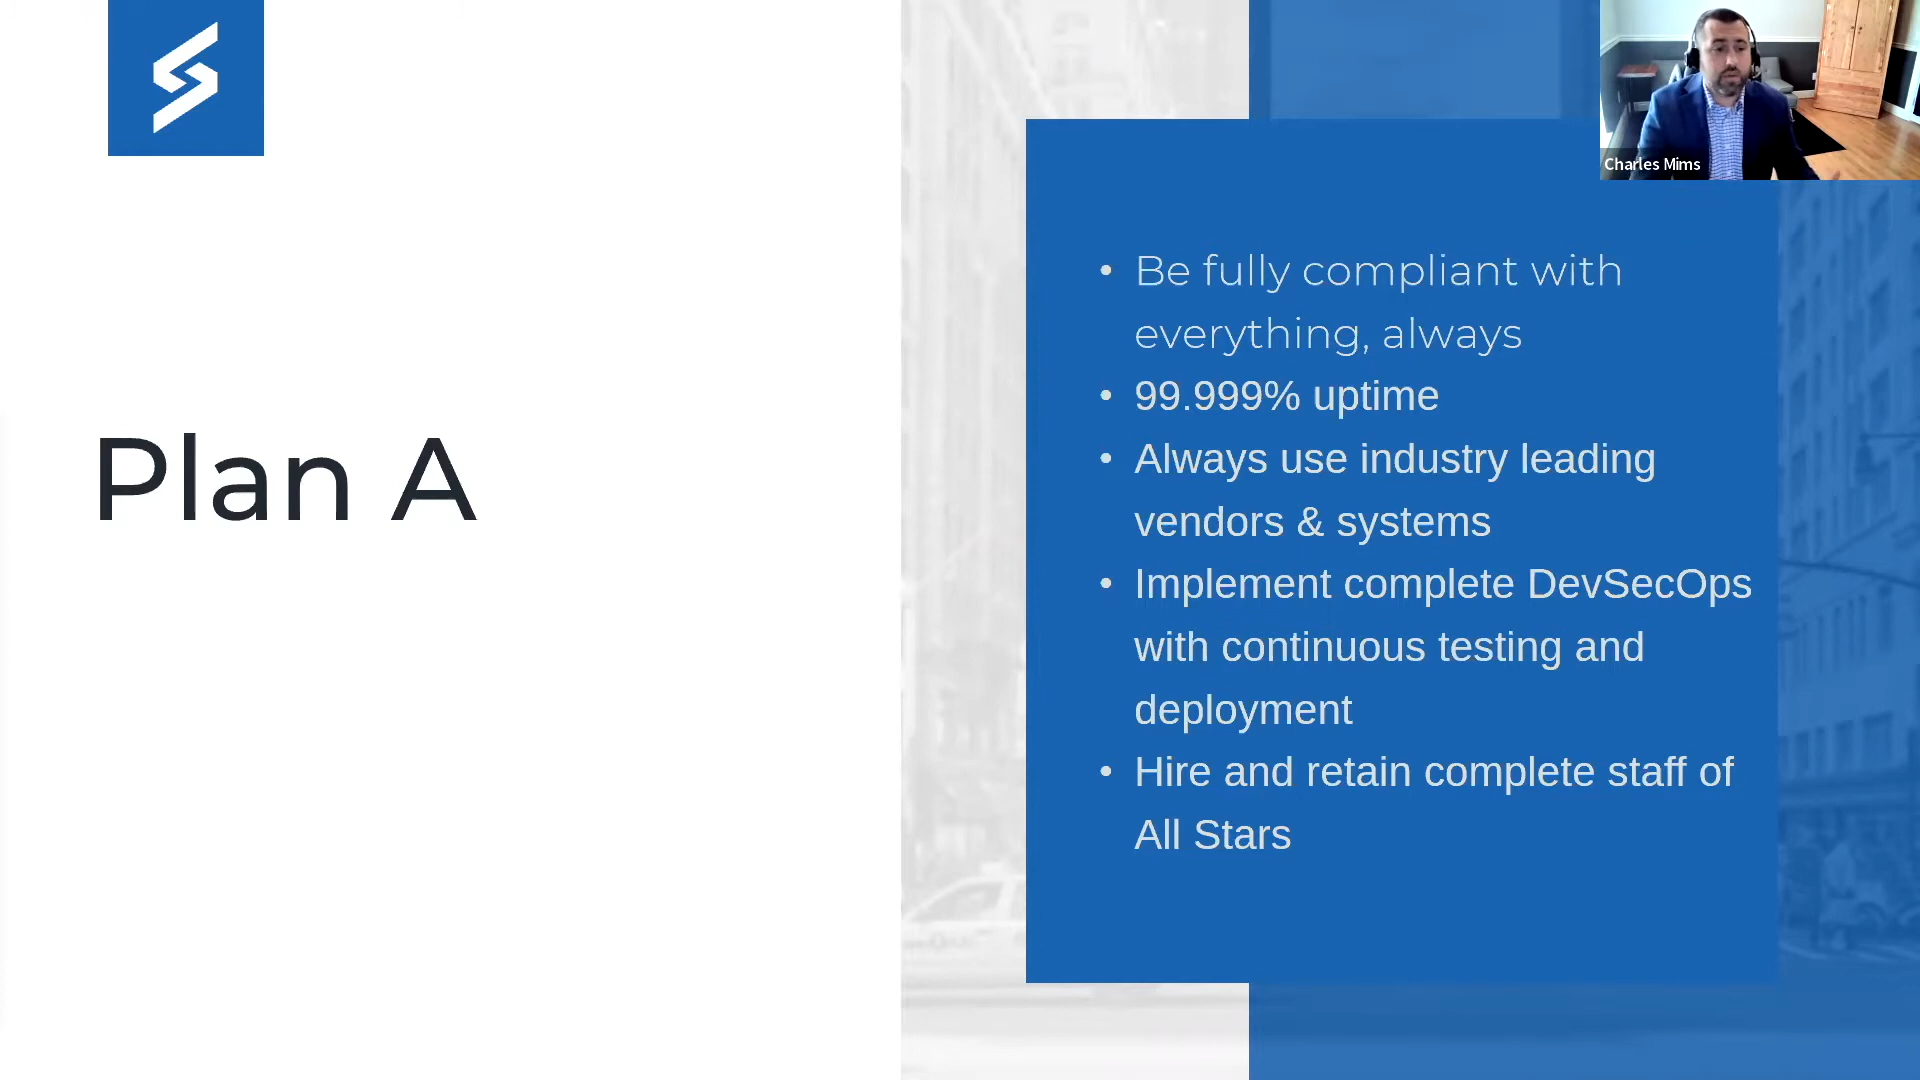 Charles Mims
Plan A
• Be fully compliant with
everything, always
• 99.999% uptime
• Always use industry leading
vendors & systems
• Implement complete DevSecOps
with continuous testing and
deployment
• Hire and retain complete staff of
All Stars